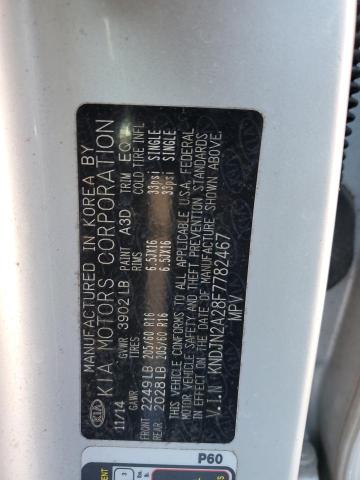 MANUFACTURED IN KOREA BY
KIA KIA MOTORS CORPORATION
11/14 GVWR 3902 LB PAINT A3D TRIM EQ
GAWR TIRES RIMS COLD TIRE INFL
FRONT 2249LB 205/60 R16 6.5JX16 33psi SINGLE
REAR 2028LB 205/60 R16 6.5JX16 33psi SINGLE
THIS VEHICLE CONFORMS TO ALL APPLICABLE U.S.A. FEDERAL
MOTOR VEHICLE SAFETY AND THEFT PREVENTION STANDARDS
IN EFFECT ON THE DATE OF MANUFACTURE SHOWN ABOVE.
V.I.N KNDJN2A28F7782467
MPV
P60